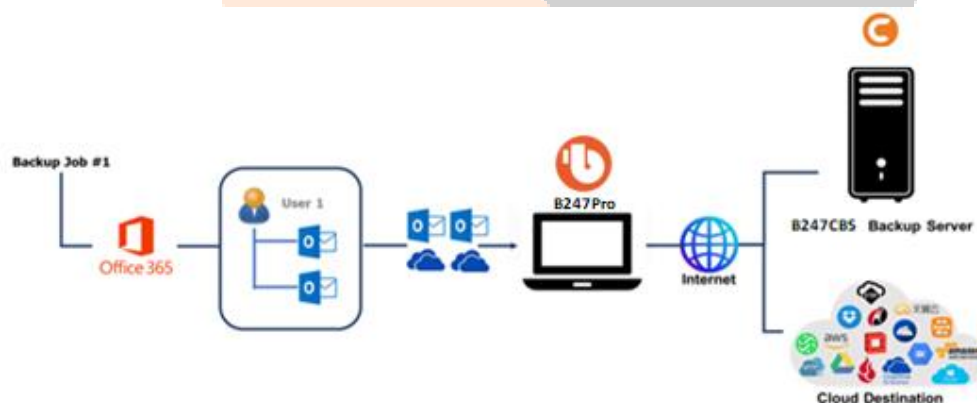 Backup Job #1
Office 365
User 1
B247Pro
Internet
B247CBS Backup Server
aws
Cloud Destination